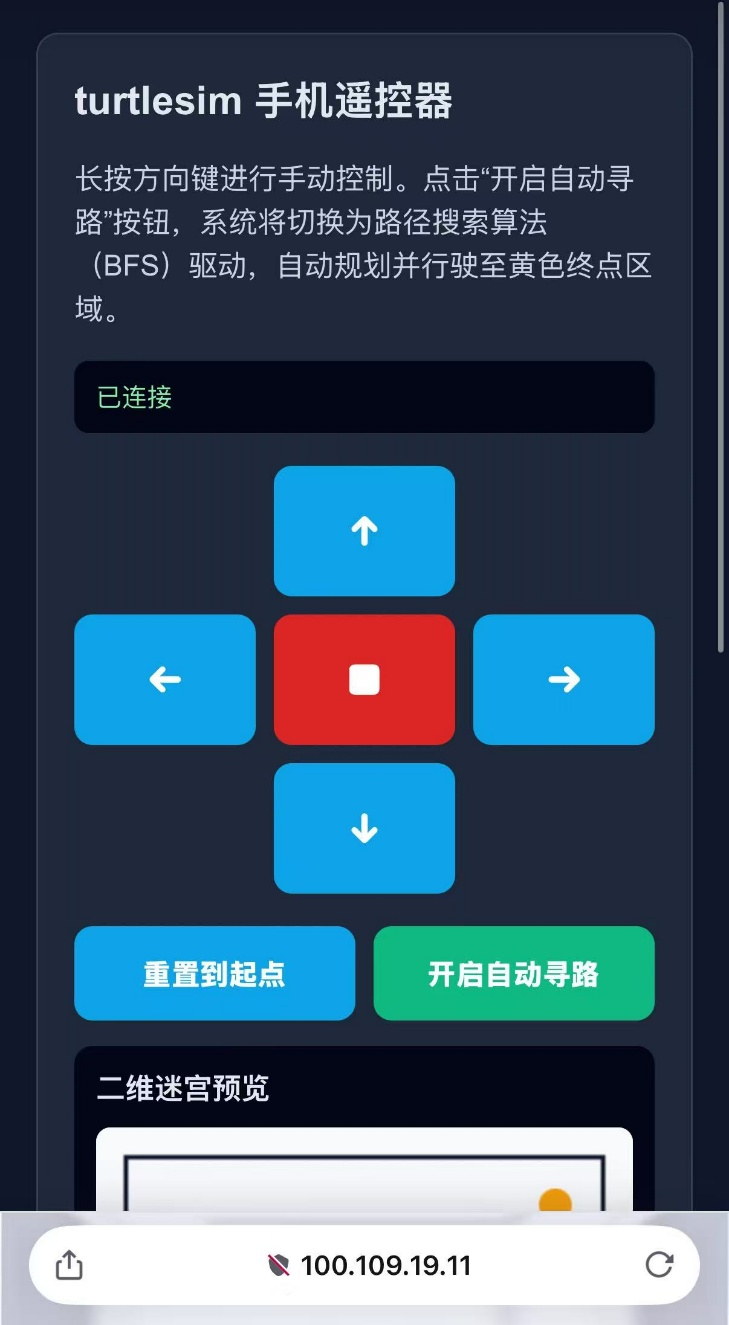 turtlesim 手机遥控器
长按方向键进行手动控制。点击“开启自动寻
路”按钮，系统将切换为路径搜索算法
（BFS）驱动，自动规划并行驶至黄色终点区
域。
已连接
重置到起点
开启自动寻路
二维迷宫预览
100.109.19.11